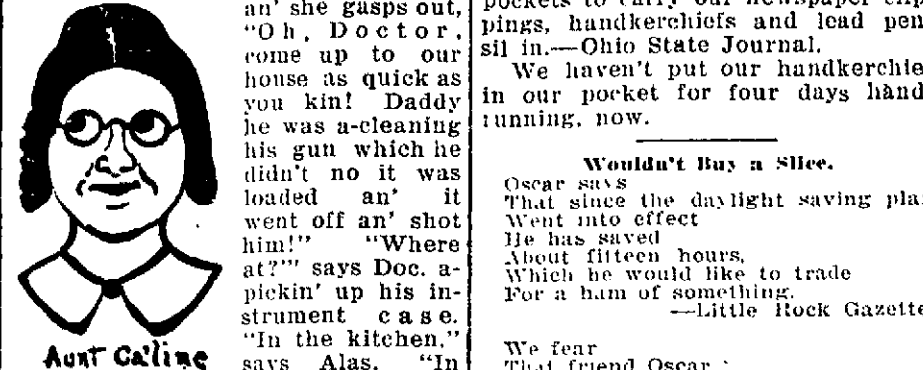 an' she gasps out,
"Oh, Doctor,
come up to our
house as quick as
you kin! Daddy
he was a-cleaning
his gun which he
didn't no it was
loaded an' it
went off an' shot
him!" "Where
at?'" says Doc. a-
pickin' up his in-
strument case.
"In the kitchen,"
says Alas. "In
Aunt Ca'line
pockets to carry our newspaper clip
pings, handkerchiefs and lead pen
sil in.—Ohio State Journal.
We haven't put our handkerchie
in our pocket for four days hand
running, now.
Wouldn't Buy a Slice.
Oscar says
That since the daylight saving pla
Went into effect
He has saved
About fifteen hours,
Which he would like to trade
For a ham of something.
—Little Rock Gazette
We fear
That friend Oscar